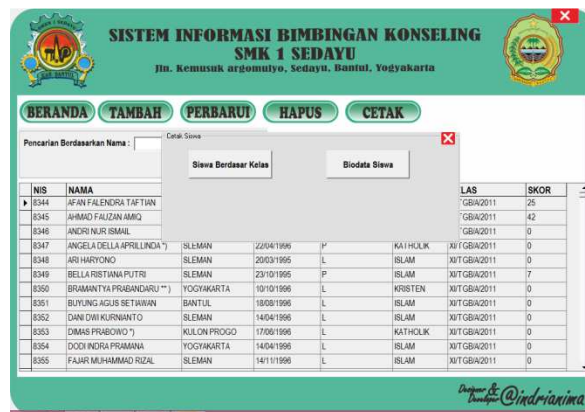 SISTEM INFORMASI BIMBINGAN KONSELING
SMK 1 SEDAYU
Jln. Kemusuk argomulyo, Sedayu, Bantul, Yogyakarta
BERANDA TAMBAH PERBARUI HAPUS CETAK
Pencarian Berdasarkan Nama :
Cetak Siswa
Siswa Berdasar Kelas Biodata Siswa
NIS NAMA LAS SKOR
8344 AFAN FALENDRA TAFTIAN TGB/A/2011 25
8345 AHMAD FAUZAN AMIQ TGB/A/2011 42
8346 ANDRI NUR ISMAIL TGB/A/2011 0
8347 ANGELA DELLA APRILLINDA *) SLEMAN 22/04/1996 P KATHOLIK XI/TGB/A/2011 0
8348 ARI HARYONO SLEMAN 20/03/1995 L ISLAM XI/TGB/A/2011 0
8349 BELLA RISTIANA PUTRI SLEMAN 23/10/1995 P ISLAM XI/TGB/A/2011 7
8350 BRAMANTYA PRABANDARU **) YOGYAKARTA 10/10/1996 L KRISTEN XI/TGB/A/2011 0
8351 BUYUNG AGUS SETIAWAN BANTUL 18/08/1996 L ISLAM XI/TGB/A/2011 0
8352 DANI DWI KURNIANTO SLEMAN 14/04/1996 L ISLAM XI/TGB/A/2011 0
8353 DIMAS PRABOWO *) KULON PROGO 17/06/1996 L KATHOLIK XI/TGB/A/2011 0
8354 DODI INDRA PRAMANA YOGYAKARTA 14/04/1996 L ISLAM XI/TGB/A/2011 0
8355 FAJAR MUHAMMAD RIZAL SLEMAN 14/11/1996 L ISLAM XI/TGB/A/2011 0
Designer & Developer @indrianima